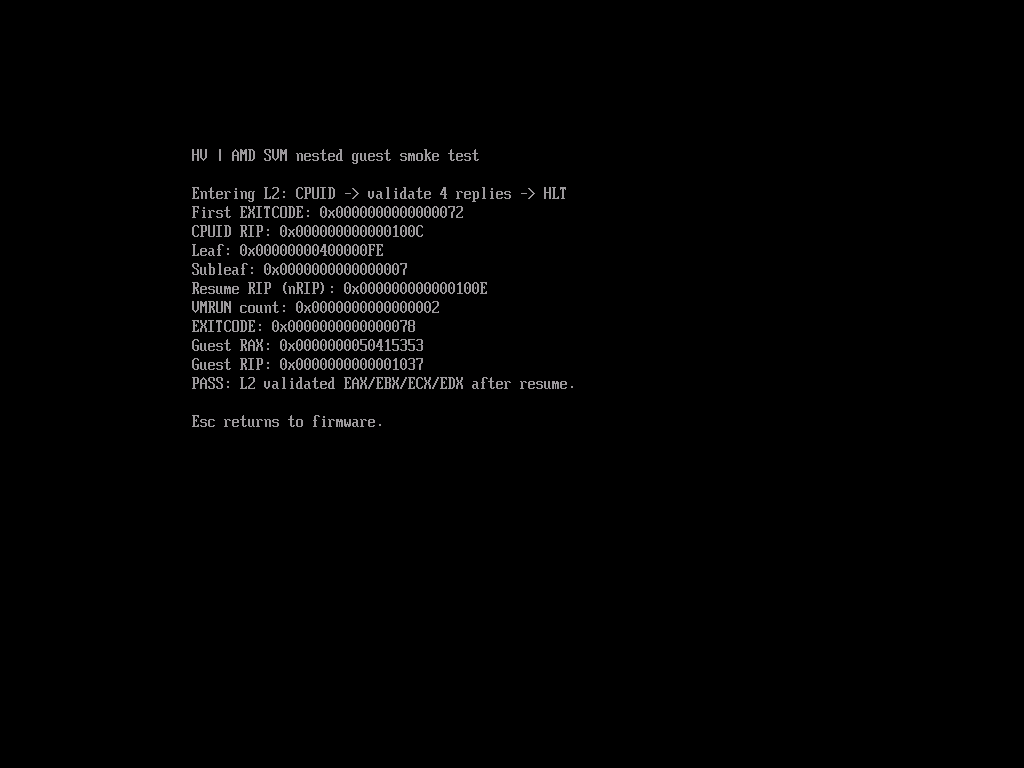 HV | AMD SVM nested guest smoke test
Entering L2: CPUID -> validate 4 replies -> HLT
First EXITCODE: 0x0000000000000072
CPUID RIP: 0x000000000000100C
Leaf: 0x00000000400000FE
Subleaf: 0x0000000000000007
Resume RIP (nRIP): 0x000000000000100E
VMRUN count: 0x0000000000000002
EXITCODE: 0x0000000000000078
Guest RAX: 0x0000000050415353
Guest RIP: 0x0000000000001037
PASS: L2 validated EAX/EBX/ECX/EDX after resume.
Esc returns to firmware.